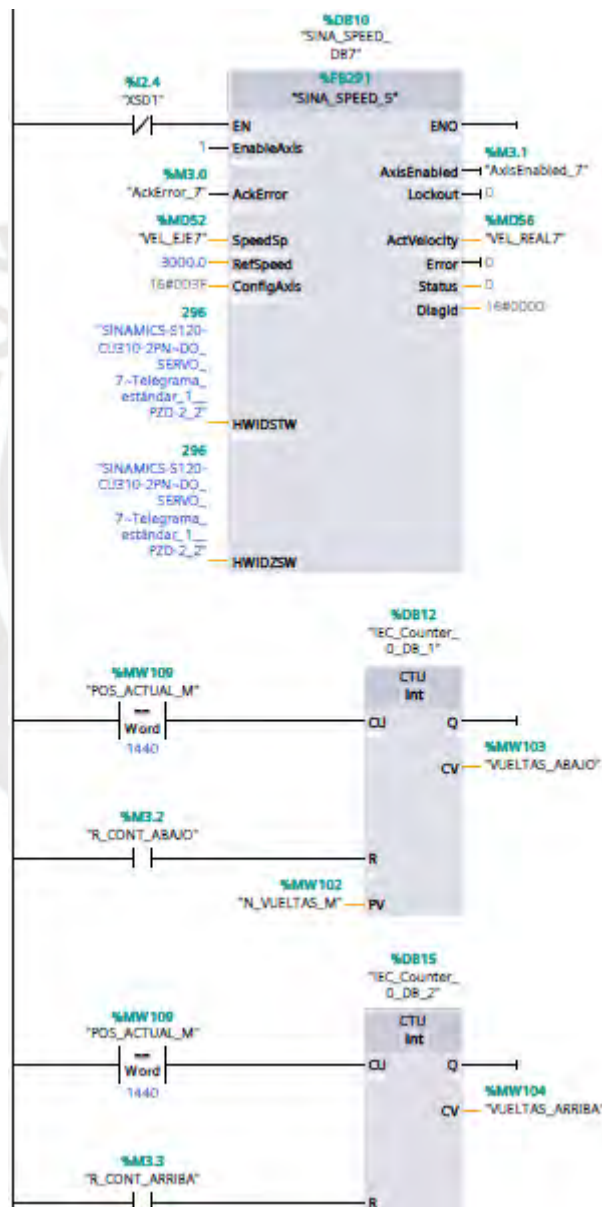 %DB10
"SINA_SPEED_
DB7"
%FB291
"SINA_SPEED_S"
%I2.4
"XSD1"
EN
ENO
1
EnableAxis
%M3.1
AxisEnabled
"AxisEnabled_7"
%M3.0
"AckError_7"
AckError
Lockout
0
%MD52
"VEL_EJE7"
SpeedSp
%MD56
ActVelocity
"VEL_REAL7"
3000.0
RefSpeed
Error
0
16#003F
ConfigAxis
Status
0
DiagId
16#0000
296
"SINAMICS-S120-
CU310-2PN~DO_
SERVO_
7~Telegrama_
estándar_1__
PZD-2_2"
HWIDSTW
296
"SINAMICS-S120-
CU310-2PN~DO_
SERVO_
7~Telegrama_
estándar_1__
PZD-2_2"
HWIDZSW
%DB12
"IEC_Counter_
0_DB_1"
CTU
Int
%MW109
"POS_ACTUAL_M"
==
Word
1440
CU
Q
%MW103
CV
"VUELTAS_ABAJO"
%M3.2
"R_CONT_ABAJO"
R
%MW102
"N_VUELTAS_M"
PV
%DB15
"IEC_Counter_
0_DB_2"
CTU
Int
%MW109
"POS_ACTUAL_M"
==
Word
1440
CU
Q
%MW104
CV
"VUELTAS_ARRIBA"
%M3.3
"R_CONT_ARRIBA"
R